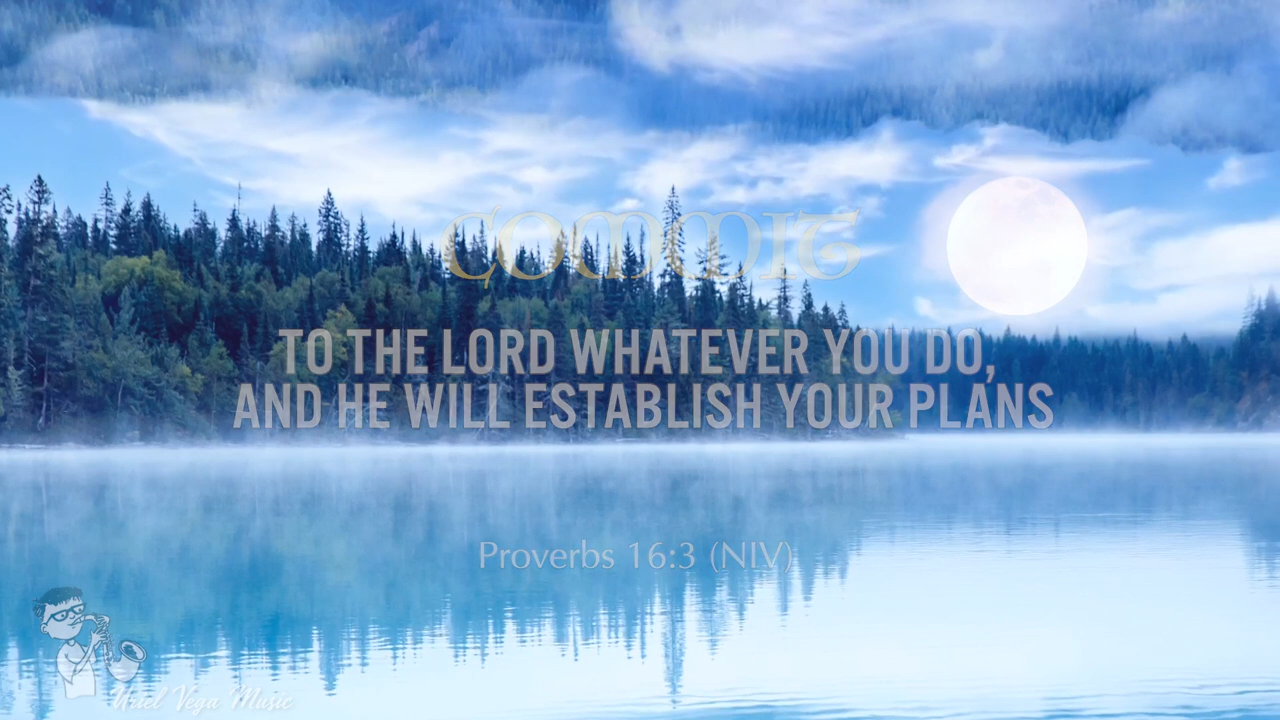 COMMIT
TO THE LORD WHATEVER YOU DO,
AND HE WILL ESTABLISH YOUR PLANS
Proverbs 16:3 (NIV)
Uriel Vega Music